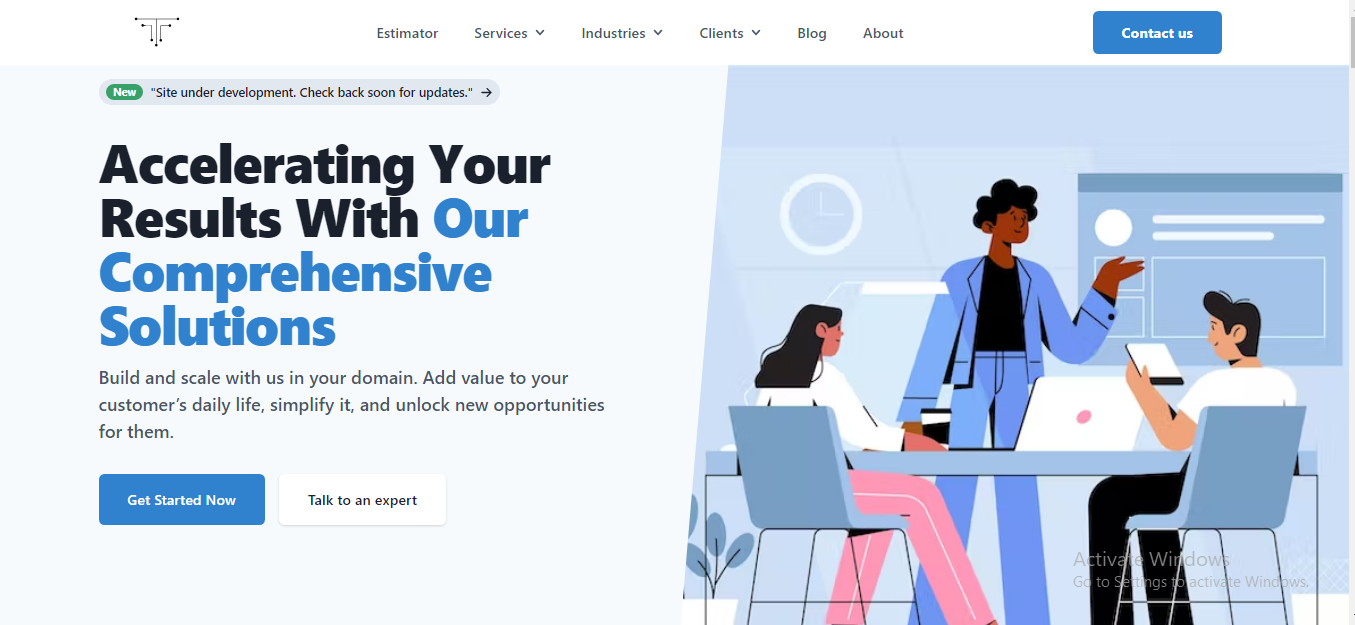 Estimator Services Industries Clients Blog About Contact us
New "Site under development. Check back soon for updates." →
Accelerating Your
Results With Our
Comprehensive
Solutions
Build and scale with us in your domain. Add value to your
customer’s daily life, simplify it, and unlock new opportunities
for them.
Get Started Now Talk to an expert
Activate Windows
Go to Settings to activate Windows.